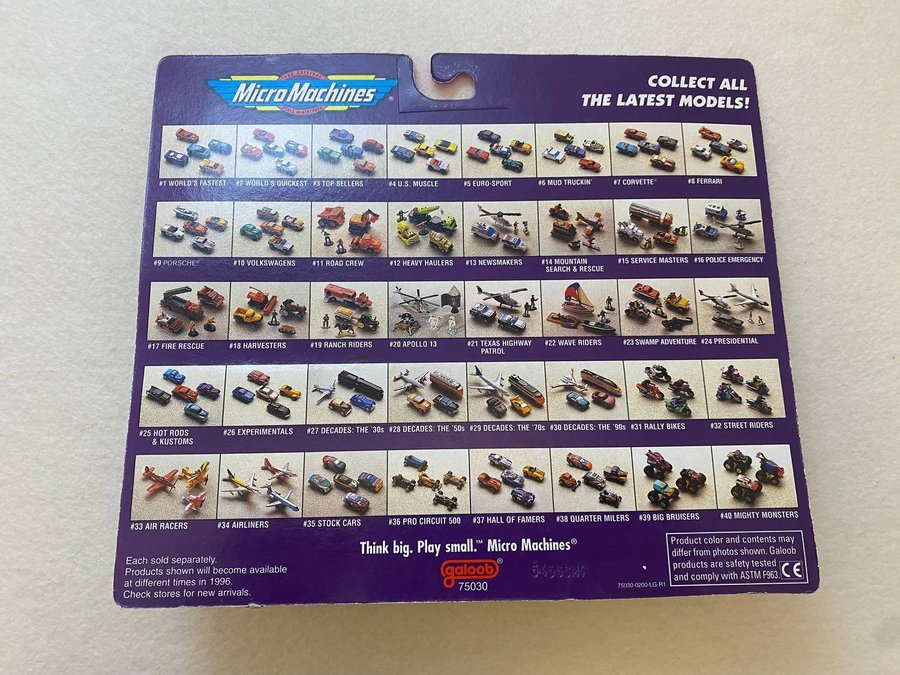 THE ORIGINAL
Micro Machines®
COLLECT ALL
THE LATEST MODELS!
#1 WORLD'S FASTEST
#2 WORLD'S QUICKEST
#3 TOP SELLERS
#4 U.S. MUSCLE
#5 EURO-SPORT
#6 MUD TRUCKIN'
#7 CORVETTE®
#8 FERRARI
#9 PORSCHE®
#10 VOLKSWAGENS
#11 ROAD CREW
#12 HEAVY HAULERS
#13 NEWSMAKERS
#14 MOUNTAIN
SEARCH & RESCUE
#15 SERVICE MASTERS
#16 POLICE EMERGENCY
#17 FIRE RESCUE
#18 HARVESTERS
#19 RANCH RIDERS
#20 APOLLO 13
#21 TEXAS HIGHWAY
PATROL
#22 WAVE RIDERS
#23 SWAMP ADVENTURE
#24 PRESIDENTIAL
#25 HOT RODS
& KUSTOMS
#26 EXPERIMENTALS
#27 DECADES: THE '30s
#28 DECADES: THE '50s
#29 DECADES: THE '70s
#30 DECADES: THE '90s
#31 RALLY BIKES
#32 STREET RIDERS
#33 AIR RACERS
#34 AIRLINERS
#35 STOCK CARS
#36 PRO CIRCUIT 500
#37 HALL OF FAMERS
#38 QUARTER MILERS
#39 BIG BRUISERS
#40 MIGHTY MONSTERS
Think big. Play small.™ Micro Machines®
Each sold separately.
Products shown will become available
at different times in 1996.
Check stores for new arrivals.
galoob®
75030
Product color and contents may
differ from photos shown. Galoob
products are safety tested
and comply with ASTM F963. CE
75030-0200-LG-R1